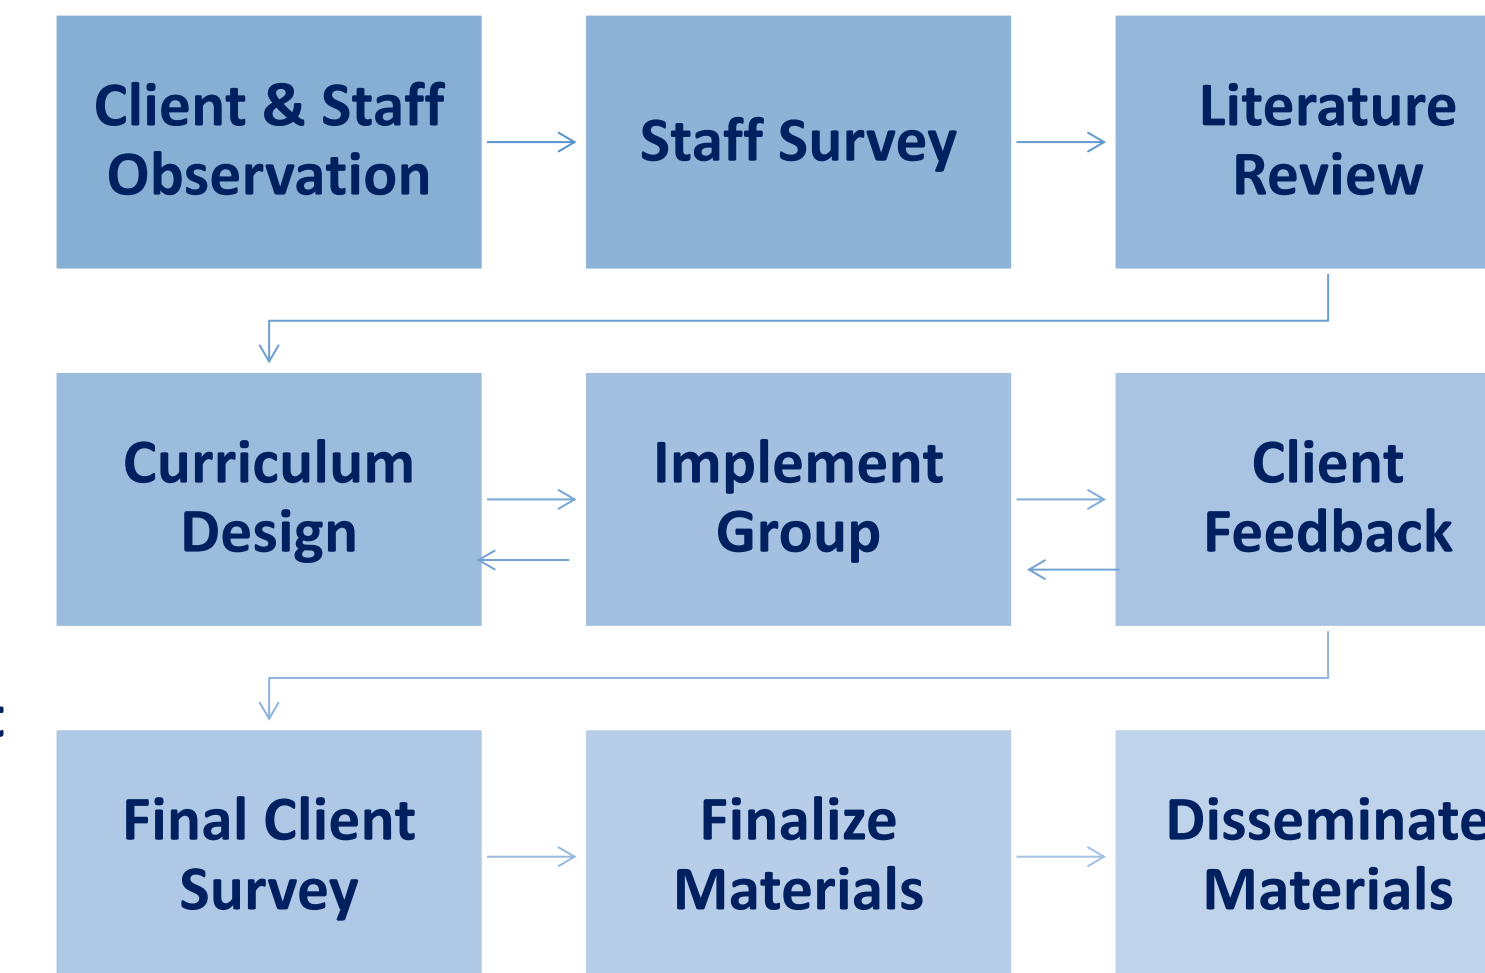 Client & Staff
Observation
Staff Survey
Literature
Review
Curriculum
Design
Implement
Group
Client
Feedback
t
Final Client
Survey
Finalize
Materials
Disseminate
Materials